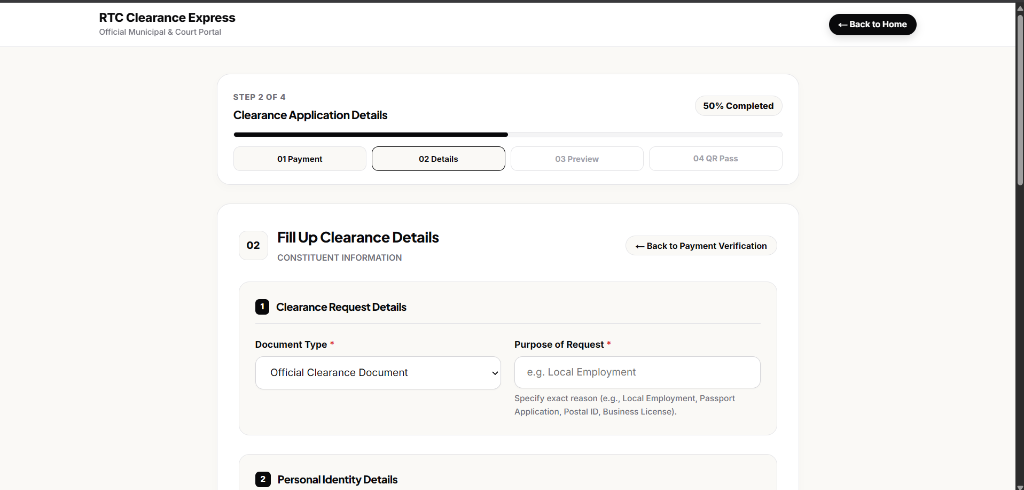 RTC Clearance Express
Official Municipal & Court Portal
← Back to Home
STEP 2 OF 4
Clearance Application Details
50% Completed
01 Payment
02 Details
03 Preview
04 QR Pass
02
Fill Up Clearance Details
CONSTITUENT INFORMATION
← Back to Payment Verification
1 Clearance Request Details
Document Type *
Official Clearance Document
Purpose of Request *
e.g. Local Employment
Specify exact reason (e.g., Local Employment, Passport
Application, Postal ID, Business License).
2 Personal Identity Details